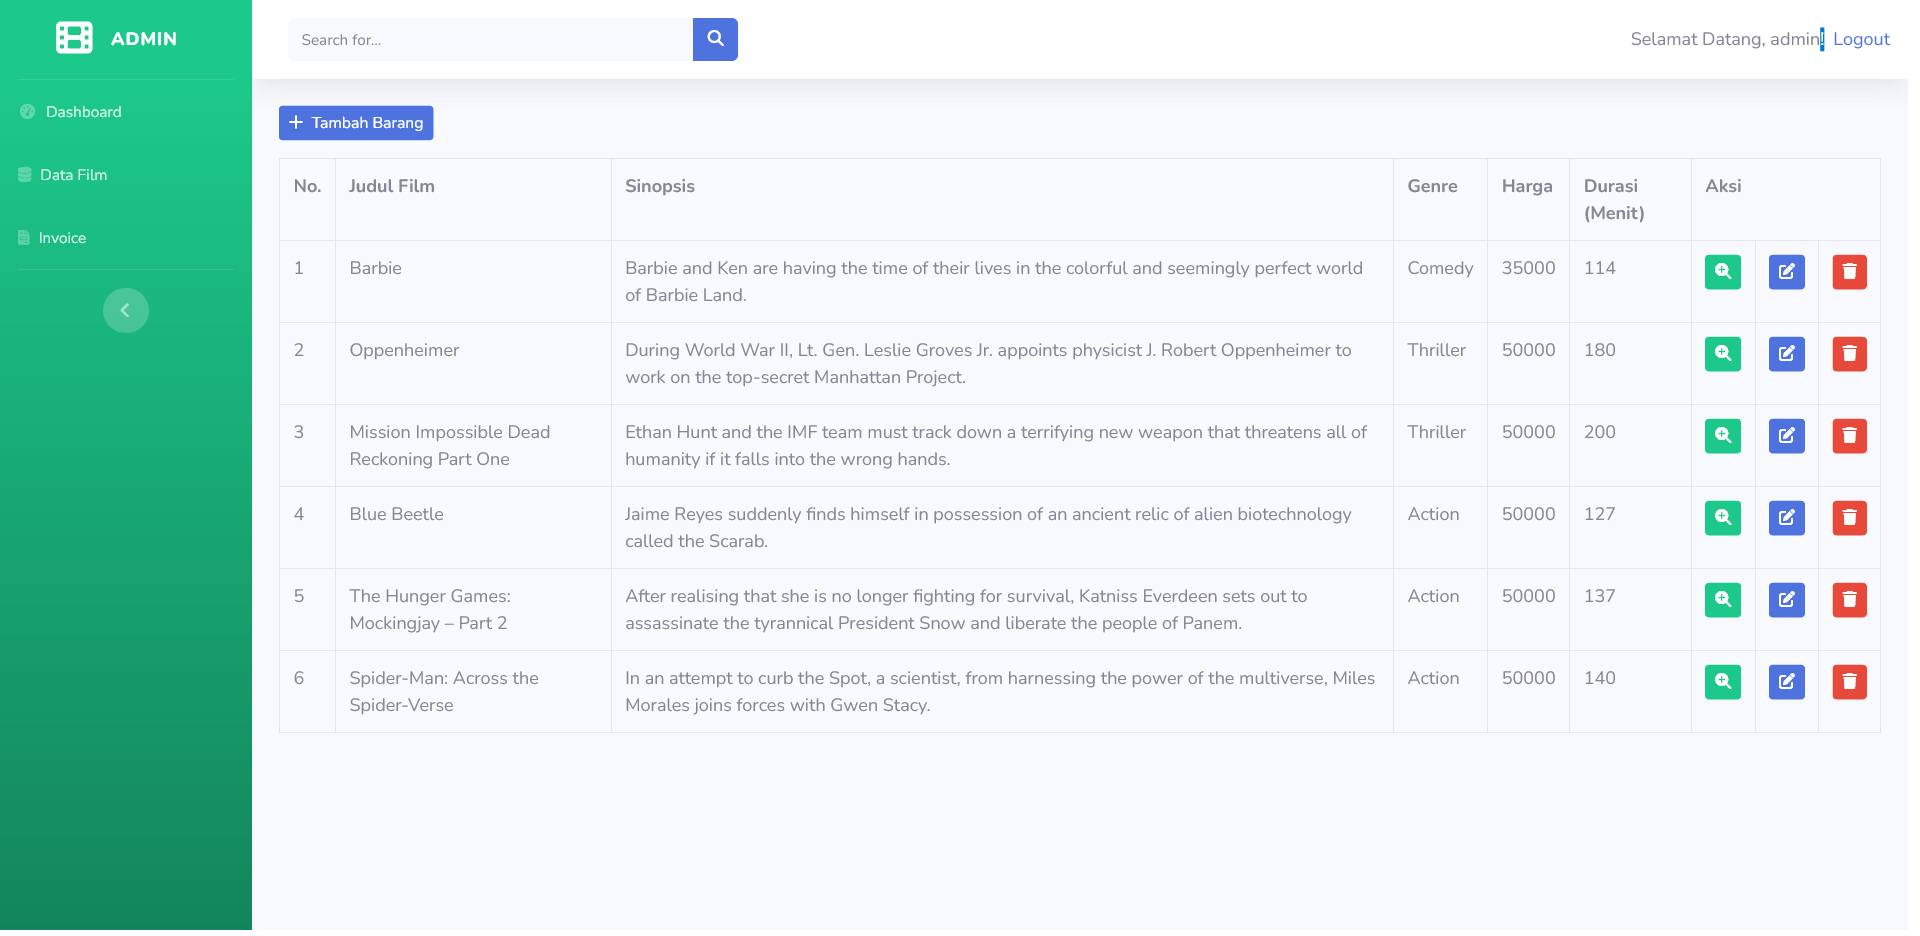 ADMIN
Search for...
Selamat Datang, admin! Logout
Dashboard
Data Film
Invoice
+ Tambah Barang
No. Judul Film Sinopsis Genre Harga Durasi (Menit) Aksi
1 Barbie Barbie and Ken are having the time of their lives in the colorful and seemingly perfect world Comedy 35000 114
of Barbie Land.
2 Oppenheimer During World War II, Lt. Gen. Leslie Groves Jr. appoints physicist J. Robert Oppenheimer to Thriller 50000 180
work on the top-secret Manhattan Project.
3 Mission Impossible Dead Ethan Hunt and the IMF team must track down a terrifying new weapon that threatens all of Thriller 50000 200
Reckoning Part One humanity if it falls into the wrong hands.
4 Blue Beetle Jaime Reyes suddenly finds himself in possession of an ancient relic of alien biotechnology Action 50000 127
called the Scarab.
5 The Hunger Games: After realising that she is no longer fighting for survival, Katniss Everdeen sets out to Action 50000 137
Mockingjay – Part 2 assassinate the tyrannical President Snow and liberate the people of Panem.
6 Spider-Man: Across the In an attempt to curb the Spot, a scientist, from harnessing the power of the multiverse, Miles Action 50000 140
Spider-Verse Morales joins forces with Gwen Stacy.